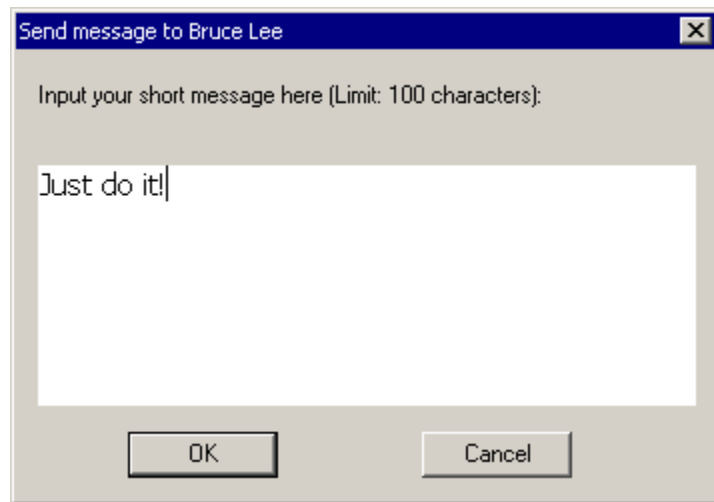 Send message to Bruce Lee
Input your short message here (Limit: 100 characters):
Just do it!
OK
Cancel